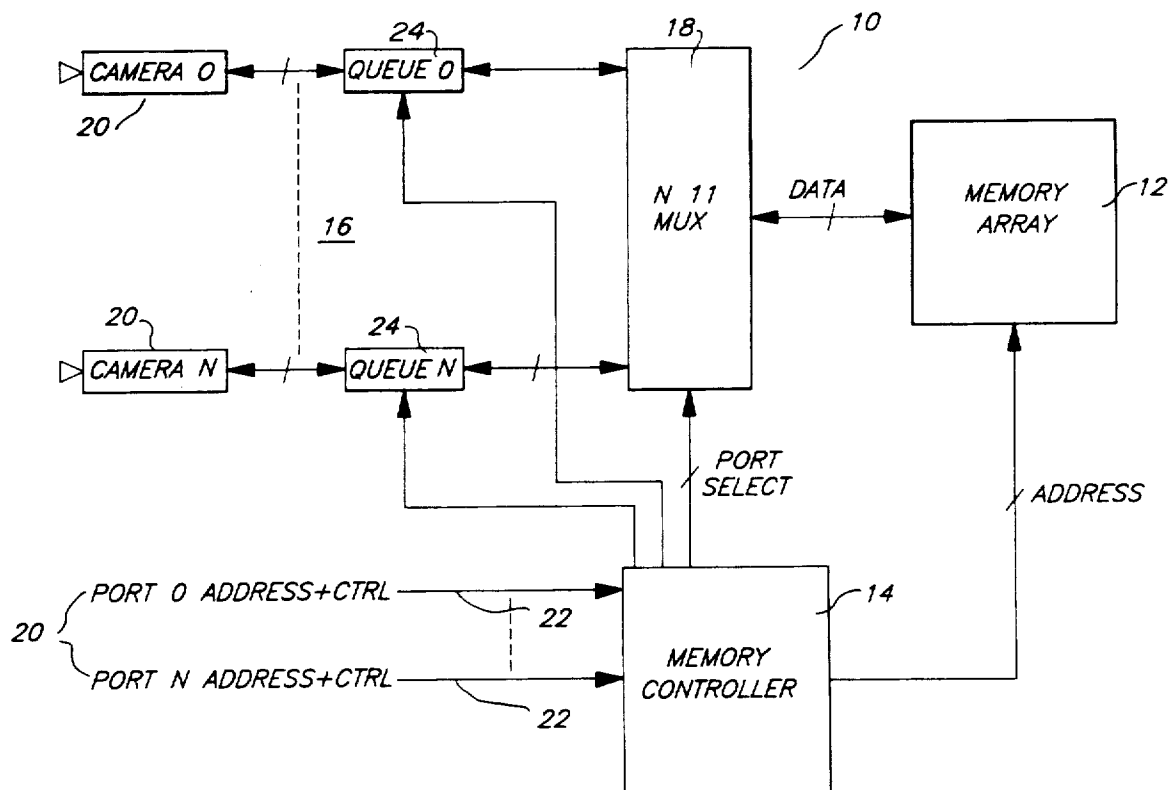 CAMERA 0
24
QUEUE 0
18
10
20
N 11
MUX
DATA
MEMORY
ARRAY
12
16
20
CAMERA N
24
QUEUE N
PORT
SELECT
ADDRESS
PORT 0 ADDRESS+CTRL
22
14
20
PORT N ADDRESS+CTRL
22
MEMORY
CONTROLLER